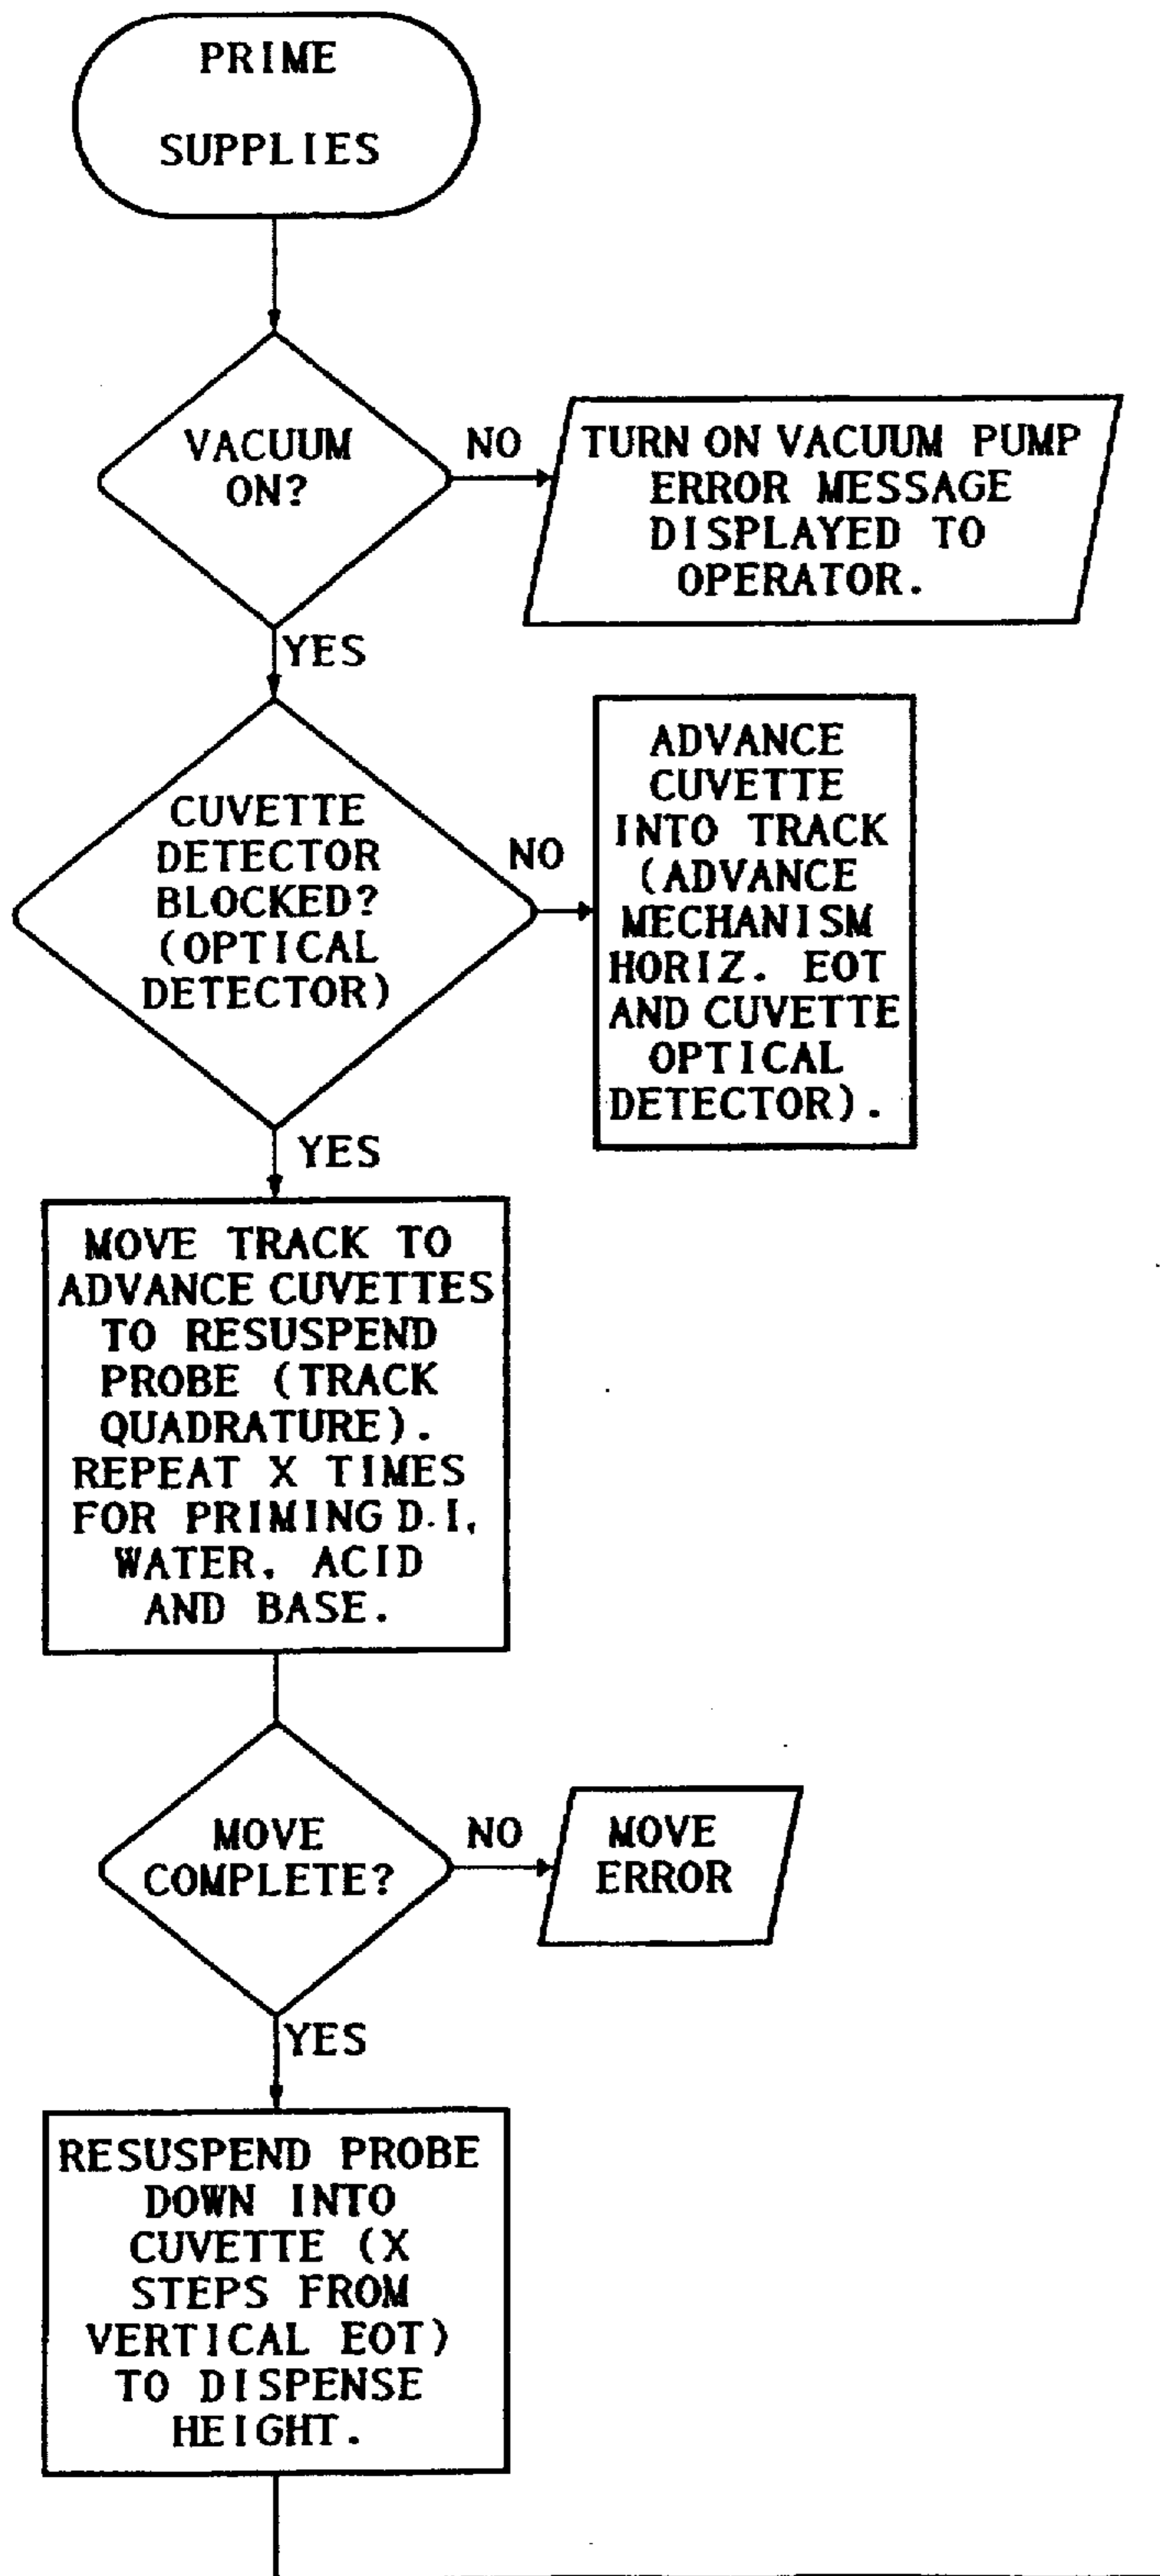 PRIME
SUPPLIES
VACUUM
ON?
NO
TURN ON VACUUM PUMP
ERROR MESSAGE
DISPLAYED TO
OPERATOR.
YES
CUVETTE
DETECTOR
BLOCKED?
(OPTICAL
DETECTOR)
NO
ADVANCE
CUVETTE
INTO TRACK
(ADVANCE
MECHANISM
HORIZ. EOT
AND CUVETTE
OPTICAL
DETECTOR).
YES
MOVE TRACK TO
ADVANCE CUVETTES
TO RESUSPEND
PROBE (TRACK
QUADRATURE).
REPEAT X TIMES
FOR PRIMING D.I.
WATER, ACID
AND BASE.
MOVE
COMPLETE?
NO
MOVE
ERROR
YES
RESUSPEND PROBE
DOWN INTO
CUVETTE (X
STEPS FROM
VERTICAL EOT)
TO DISPENSE
HEIGHT.